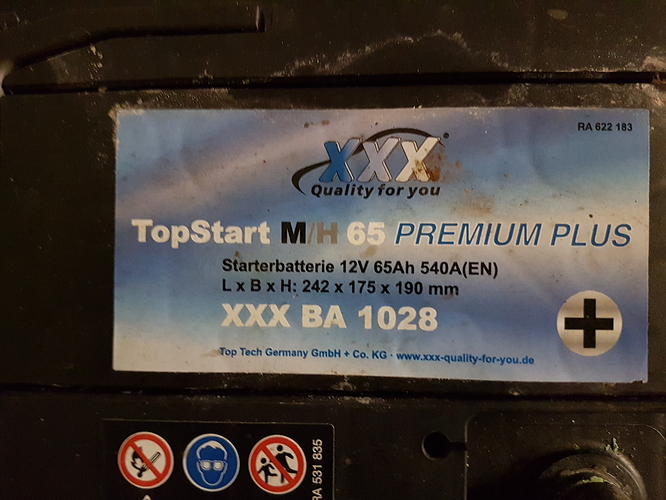 RA 622 183
XXX®
Quality for you
TopStart M/H 65 PREMIUM PLUS
Starterbatterie 12V 65Ah 540A(EN)
L x B x H: 242 x 175 x 190 mm
XXX BA 1028
Top Tech Germany GmbH + Co. KG · www.xxx-quality-for-you.de
RA 531 835